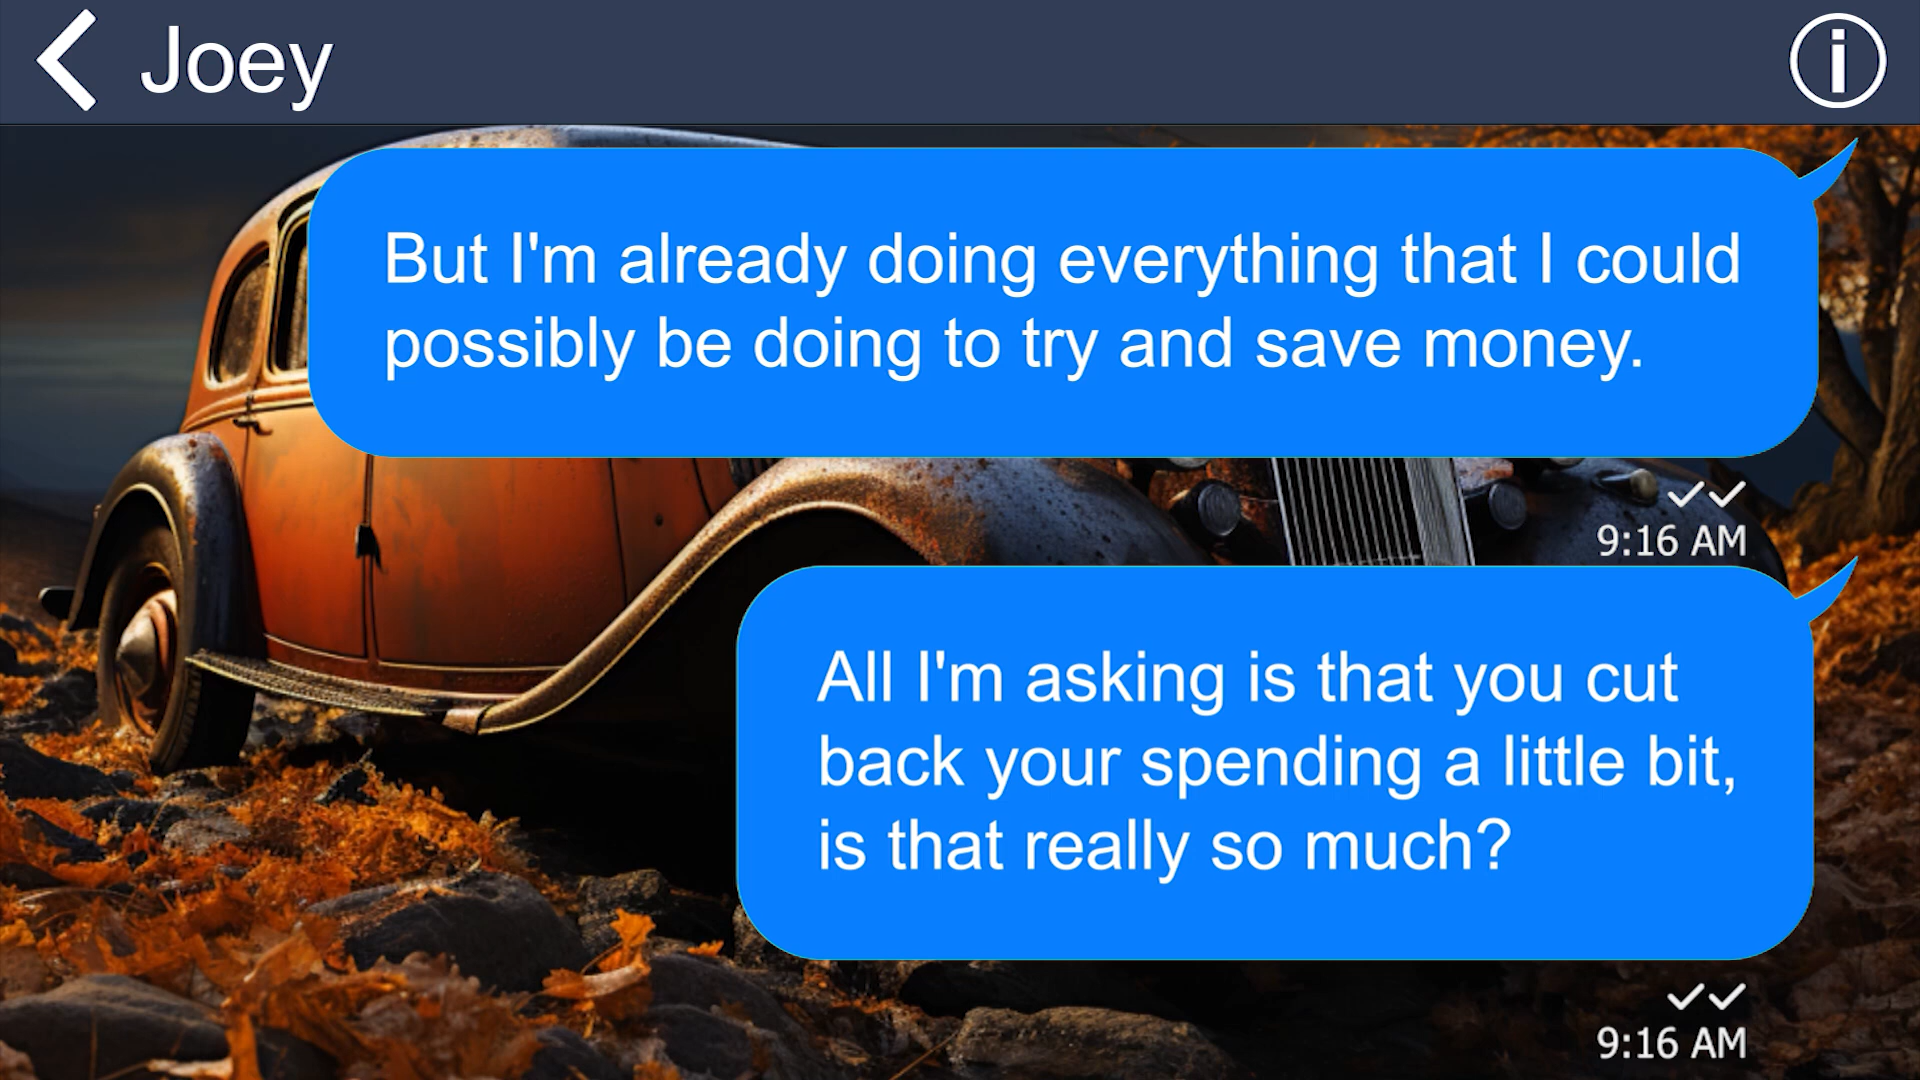 Joey
But I'm already doing everything that I could
possibly be doing to try and save money.
9:16 AM
All I'm asking is that you cut
back your spending a little bit,
is that really so much?
9:16 AM